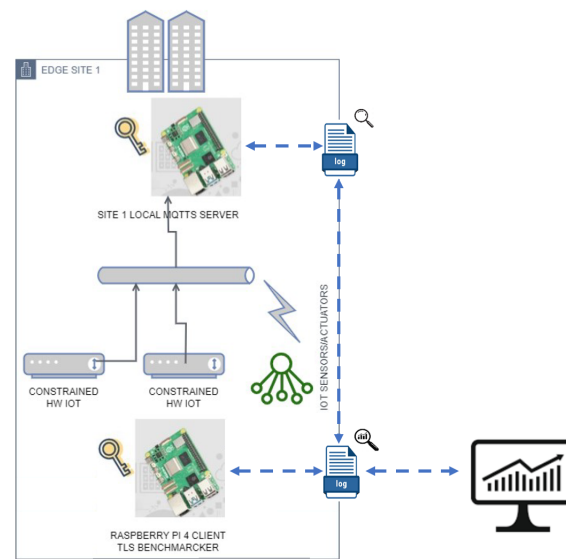 EDGE SITE 1
log
SITE 1 LOCAL MQTTS SERVER
IOT SENSORS/ACTUATORS
CONSTRAINED
HW IOT
CONSTRAINED
HW IOT
log
RASPBERRY PI 4 CLIENT
TLS BENCHMARCKER